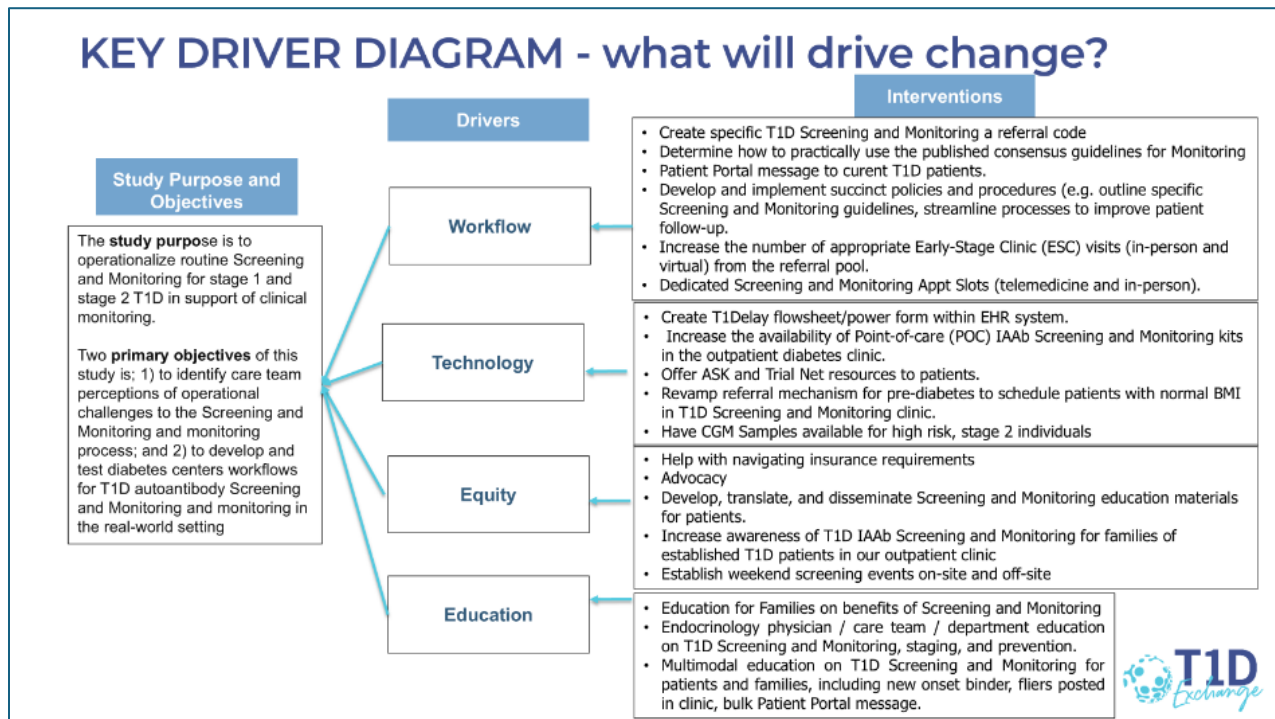 KEY DRIVER DIAGRAM - what will drive change?
Study Purpose and
Objectives
The study purpose is to
operationalize routine Screening
and Monitoring for stage 1 and
stage 2 T1D in support of clinical
monitoring.
Two primary objectives of this
study is; 1) to identify care team
perceptions of operational
challenges to the Screening and
Monitoring and monitoring
process; and 2) to develop and
test diabetes centers workflows
for T1D autoantibody Screening
and Monitoring and monitoring in
the real-world setting
Drivers
Workflow
Technology
Equity
Education
Interventions
• Create specific T1D Screening and Monitoring a referral code
• Determine how to practically use the published consensus guidelines for Monitoring
• Patient Portal message to curent T1D patients.
• Develop and implement succinct policies and procedures (e.g. outline specific
Screening and Monitoring guidelines, streamline processes to improve patient
follow-up.
• Increase the number of appropriate Early-Stage Clinic (ESC) visits (in-person and
virtual) from the referral pool.
• Dedicated Screening and Monitoring Appt Slots (telemedicine and in-person).
• Create T1Delay flowsheet/power form within EHR system.
• Increase the availability of Point-of-care (POC) IAAb Screening and Monitoring kits
in the outpatient diabetes clinic.
• Offer ASK and Trial Net resources to patients.
• Revamp referral mechanism for pre-diabetes to schedule patients with normal BMI
in T1D Screening and Monitoring clinic.
• Have CGM Samples available for high risk, stage 2 individuals
• Help with navigating insurance requirements
• Advocacy
• Develop, translate, and disseminate Screening and Monitoring education materials
for patients.
• Increase awareness of T1D IAAb Screening and Monitoring for families of
established T1D patients in our outpatient clinic
• Establish weekend screening events on-site and off-site
• Education for Families on benefits of Screening and Monitoring
• Endocrinology physician / care team / department education
on T1D Screening and Monitoring, staging, and prevention.
• Multimodal education on T1D Screening and Monitoring for
patients and families, including new onset binder, fliers posted
in clinic, bulk Patient Portal message.
T1D
Exchange